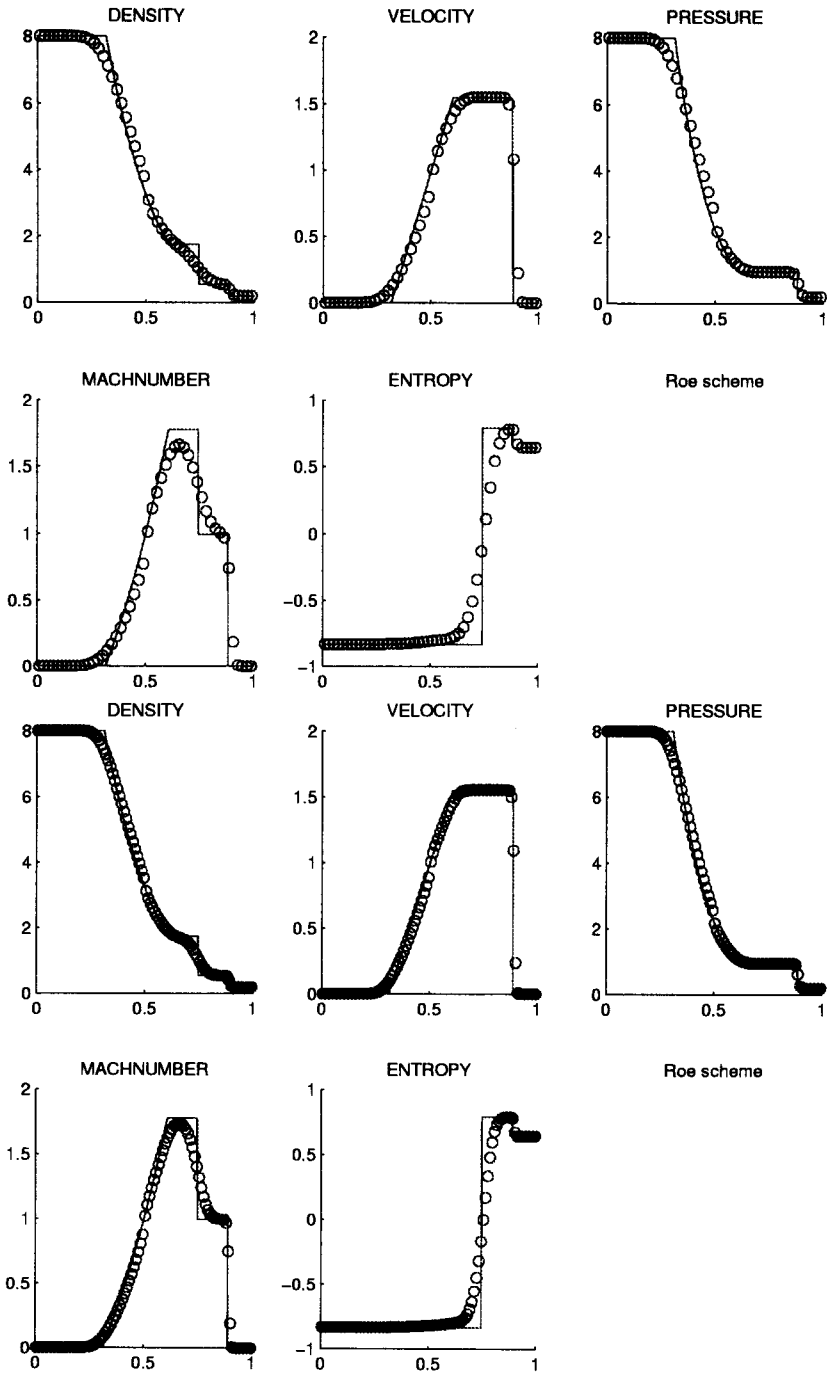 DENSITY VELOCITY PRESSURE
8 2 8
6 1.5 6
4 1 4
2 0.5 2
0 0 0
0 0.5 1 0 0.5 1 0 0.5 1
MACHNUMBER ENTROPY Roe scheme
2 1
1.5 0.5
1 0
0.5 −0.5
0 −1
0 0.5 1 0 0.5 1
DENSITY VELOCITY PRESSURE
8 2 8
6 1.5 6
4 1 4
2 0.5 2
0 0 0
0 0.5 1 0 0.5 1 0 0.5 1
MACHNUMBER ENTROPY Roe scheme
2 1
1.5 0.5
1 0
0.5 −0.5
0 −1
0 0.5 1 0 0.5 1